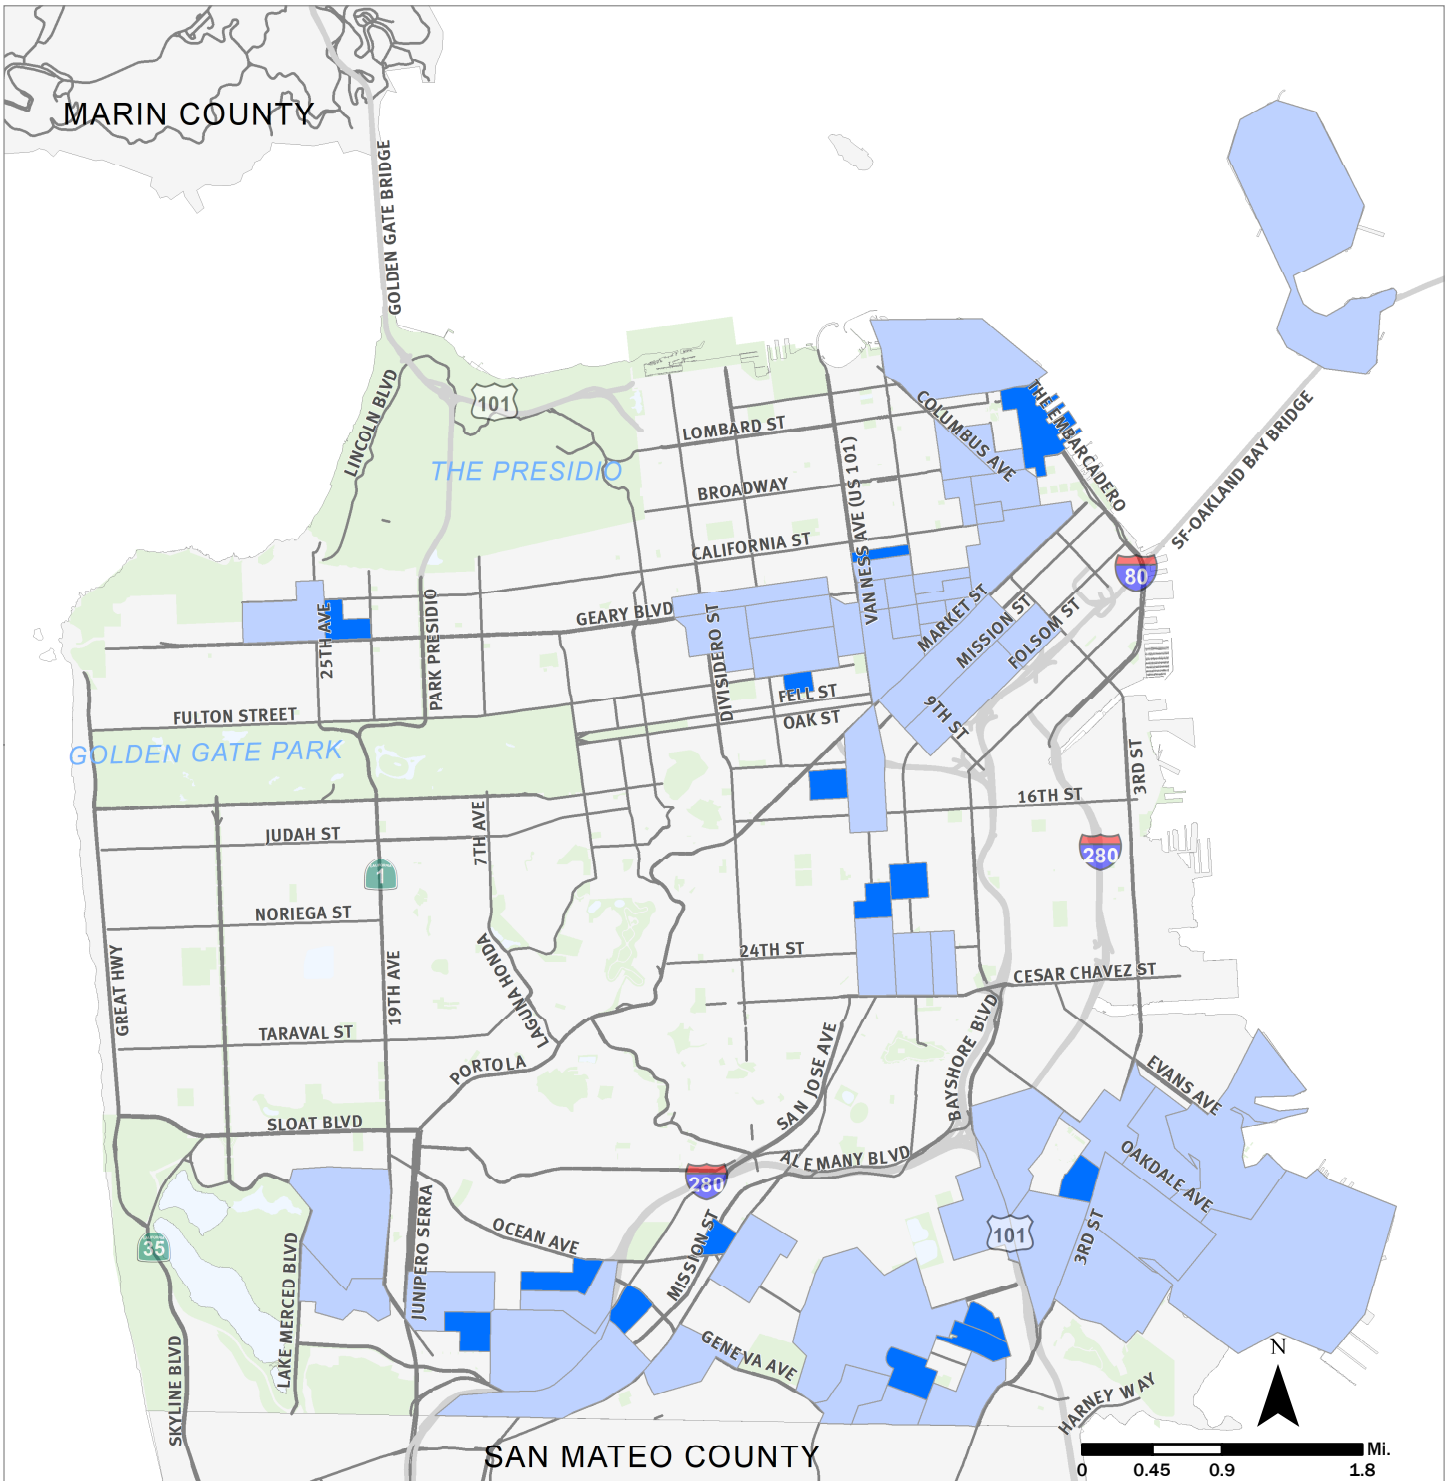 MARIN COUNTY
GOLDEN GATE BRIDGE
LINCOLN BLVD
101
THE PRESIDIO
LOMBARD ST
COLUMBUS AVE
THE EMBARCADERO
SF-OAKLAND BAY BRIDGE
BROADWAY
VAN NESS AVE (US 101)
CALIFORNIA ST
80
GEARY BLVD
25TH AVE
PARK PRESIDIO
DIVISIDERO ST
MARKET ST
MISSION ST
FOLSOM ST
FULTON STREET
FELL ST
OAK ST
9TH ST
GOLDEN GATE PARK
3RD ST
16TH ST
JUDAH ST
7TH AVE
280
CALIFORNIA
1
NORIEGA ST
24TH ST
CESAR CHAVEZ ST
GREAT HWY
19TH AVE
LAGUNA HONDA
TARAVAL ST
PORTOLA
SAN JOSE AVE
BAYSHORE BLVD
EVANS AVE
SLOAT BLVD
ALEMANY BLVD
OAKDALE AVE
280
JUNIPERO SERRA
OCEAN AVE
MISSION ST
101
3RD ST
CALIFORNIA
35
LAKE MERCED BLVD
SKYLINE BLVD
GENEVA AVE
HARNEY WAY
N
SAN MATEO COUNTY
Mi.
0 0.45 0.9 1.8